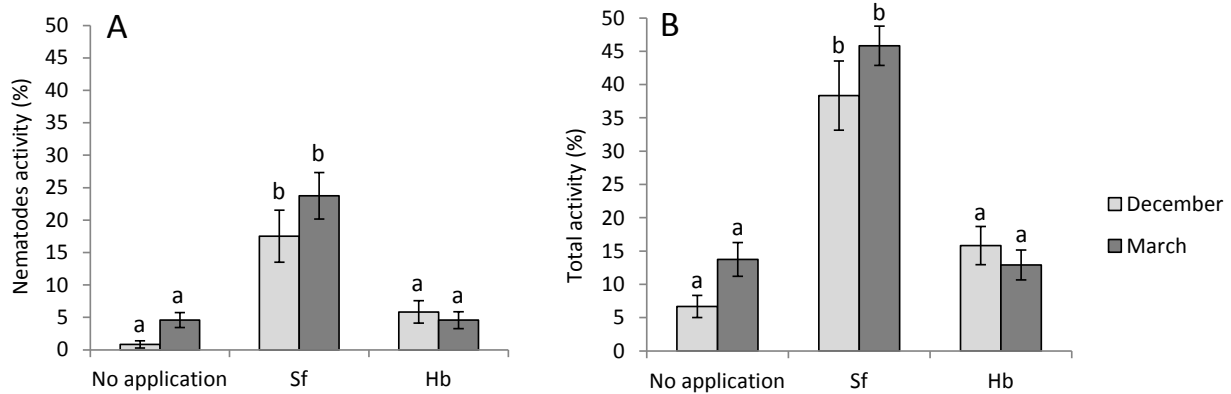 A
Nematodes activity (%)
50
45
40
35
30
25
20
15
10
5
0
a
a
b
b
a
a
No application
Sf
Hb
B
Total activity (%)
50
45
40
35
30
25
20
15
10
5
0
a
a
b
b
a
a
No application
Sf
Hb
December
March